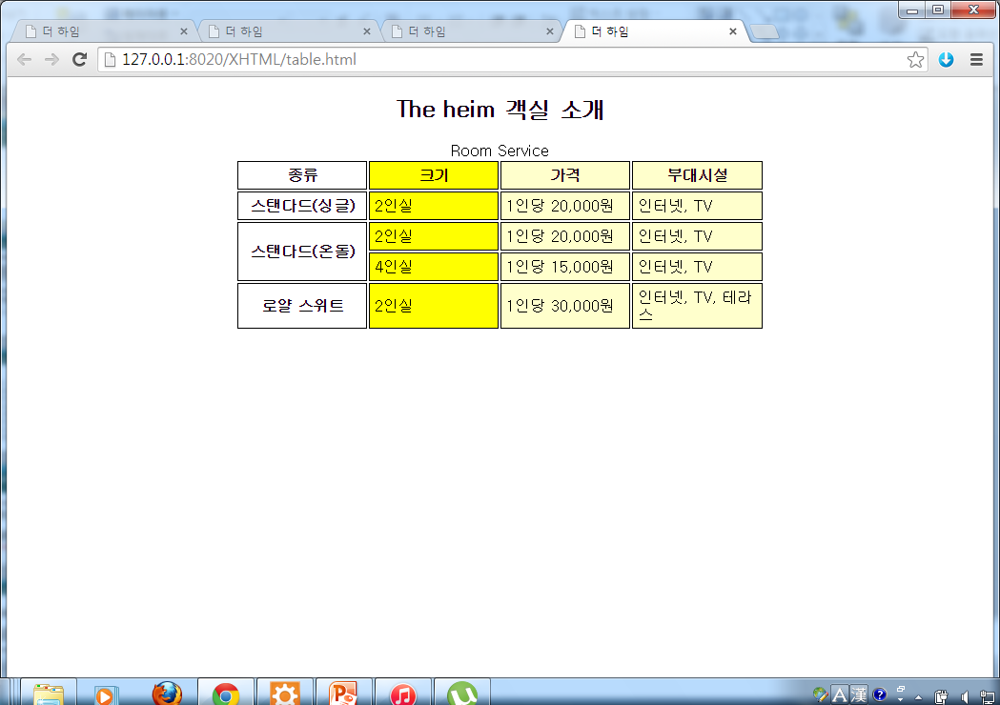 더 하임
더 하임
더 하임
더 하임
127.0.0.1:8020/XHTML/table.html
The heim 객실 소개
Room Service
종류 크기 가격 부대시설
스탠다드(싱글) 2인실 1인당 20,000원 인터넷, TV
스탠다드(온돌) 2인실 1인당 20,000원 인터넷, TV
4인실 1인당 15,000원 인터넷, TV
로얄 스위트 2인실 1인당 30,000원 인터넷, TV, 테라
스
A 漢